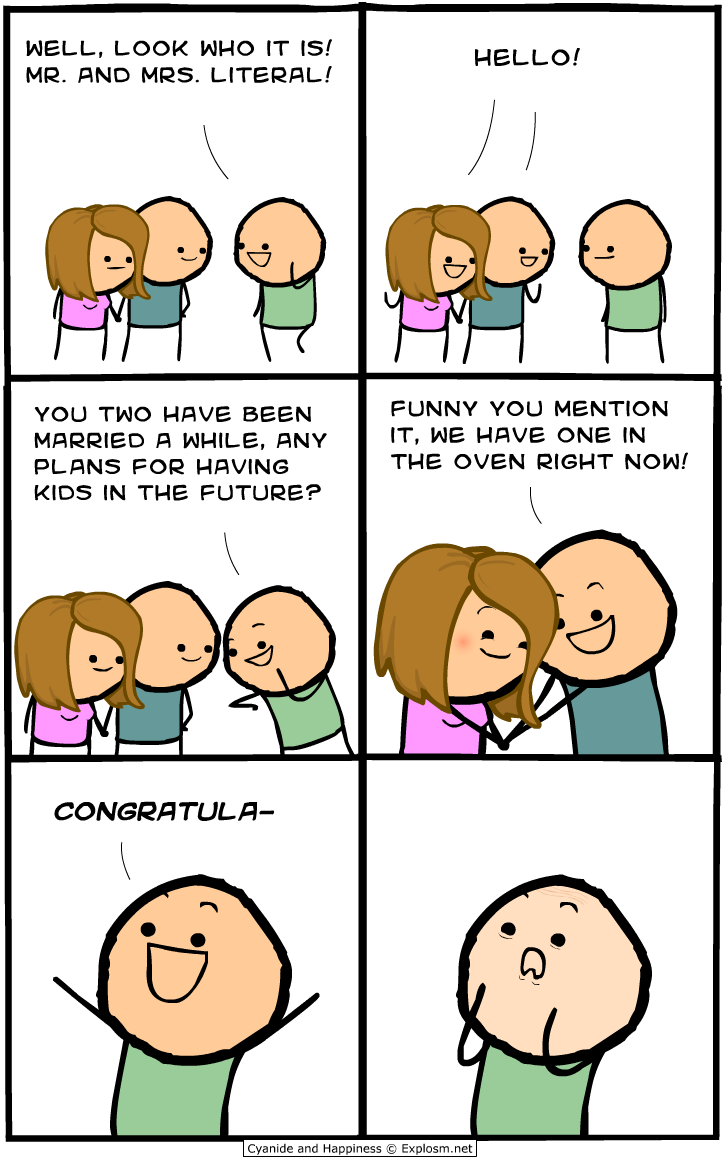 WELL, LOOK WHO IT IS!
MR. AND MRS. LITERAL!
HELLO!
YOU TWO HAVE BEEN
MARRIED A WHILE, ANY
PLANS FOR HAVING
KIDS IN THE FUTURE?
FUNNY YOU MENTION
IT, WE HAVE ONE IN
THE OVEN RIGHT NOW!
CONGRATULA-
Cyanide and Happiness © Explosm.net